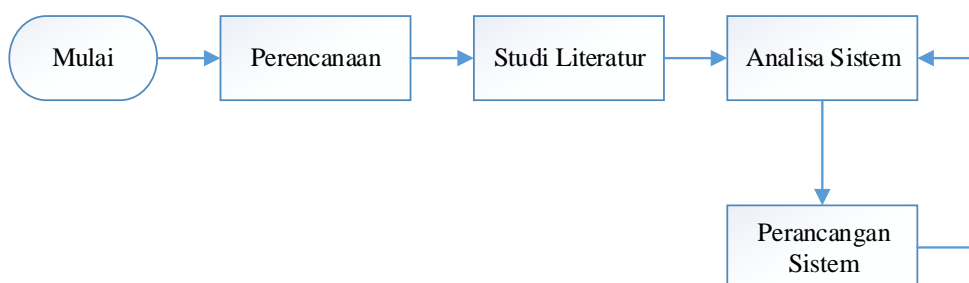 Mulai
Perencanaan
Studi Literatur
Analisa Sistem
Perancangan
Sistem